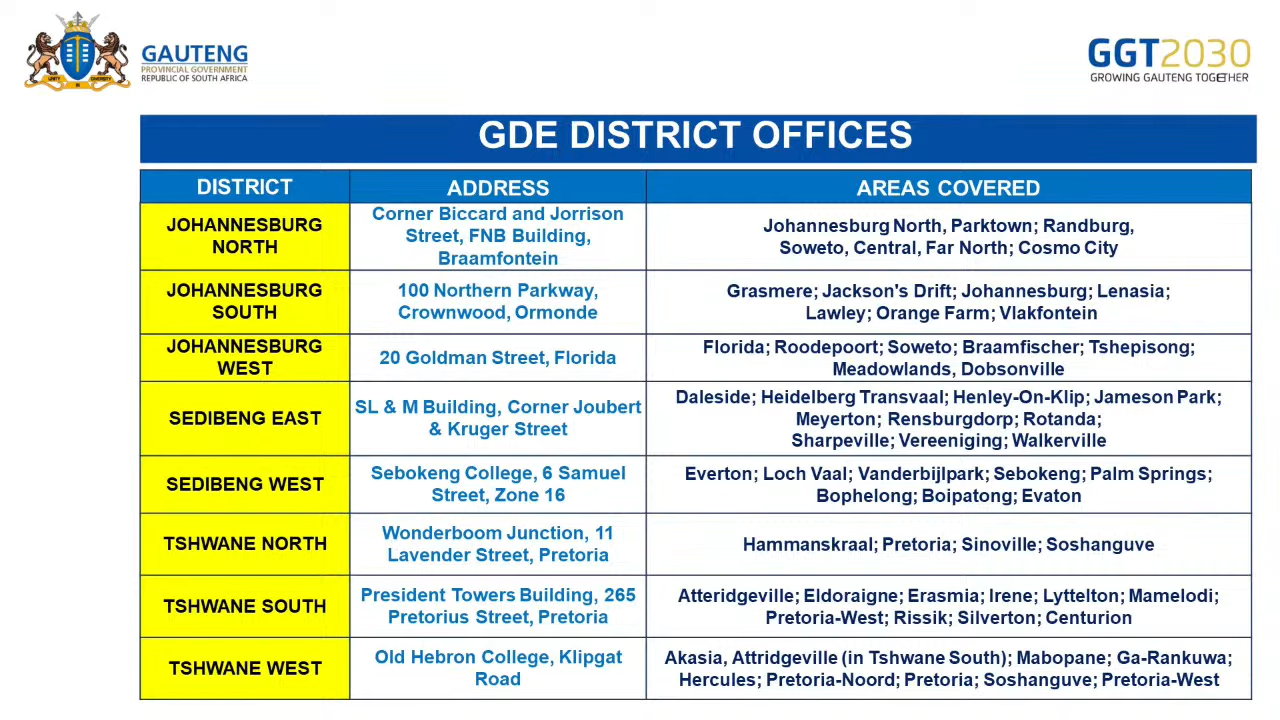 UNITY IN DIVERSITY
GAUTENG
PROVINCIAL GOVERNMENT
REPUBLIC OF SOUTH AFRICA
GGT2030
GROWING GAUTENG TOGETHER
GDE DISTRICT OFFICES
DISTRICT
ADDRESS
AREAS COVERED
JOHANNESBURG
NORTH
Corner Biccard and Jorrison
Street, FNB Building,
Braamfontein
Johannesburg North, Parktown; Randburg,
Soweto, Central, Far North; Cosmo City
JOHANNESBURG
SOUTH
100 Northern Parkway,
Crownwood, Ormonde
Grasmere; Jackson's Drift; Johannesburg; Lenasia;
Lawley; Orange Farm; Vlakfontein
JOHANNESBURG
WEST
20 Goldman Street, Florida
Florida; Roodepoort; Soweto; Braamfischer; Tshepisong;
Meadowlands, Dobsonville
SEDIBENG EAST
SL & M Building, Corner Joubert
& Kruger Street
Daleside; Heidelberg Transvaal; Henley-On-Klip; Jameson Park;
Meyerton; Rensburgdorp; Rotanda;
Sharpeville; Vereeniging; Walkerville
SEDIBENG WEST
Sebokeng College, 6 Samuel
Street, Zone 16
Everton; Loch Vaal; Vanderbijlpark; Sebokeng; Palm Springs;
Bophelong; Boipatong; Evaton
TSHWANE NORTH
Wonderboom Junction, 11
Lavender Street, Pretoria
Hammanskraal; Pretoria; Sinoville; Soshanguve
TSHWANE SOUTH
President Towers Building, 265
Pretorius Street, Pretoria
Atteridgeville; Eldoraigne; Erasmia; Irene; Lyttelton; Mamelodi;
Pretoria-West; Rissik; Silverton; Centurion
TSHWANE WEST
Old Hebron College, Klipgat
Road
Akasia, Attridgeville (in Tshwane South); Mabopane; Ga-Rankuwa;
Hercules; Pretoria-Noord; Pretoria; Soshanguve; Pretoria-West